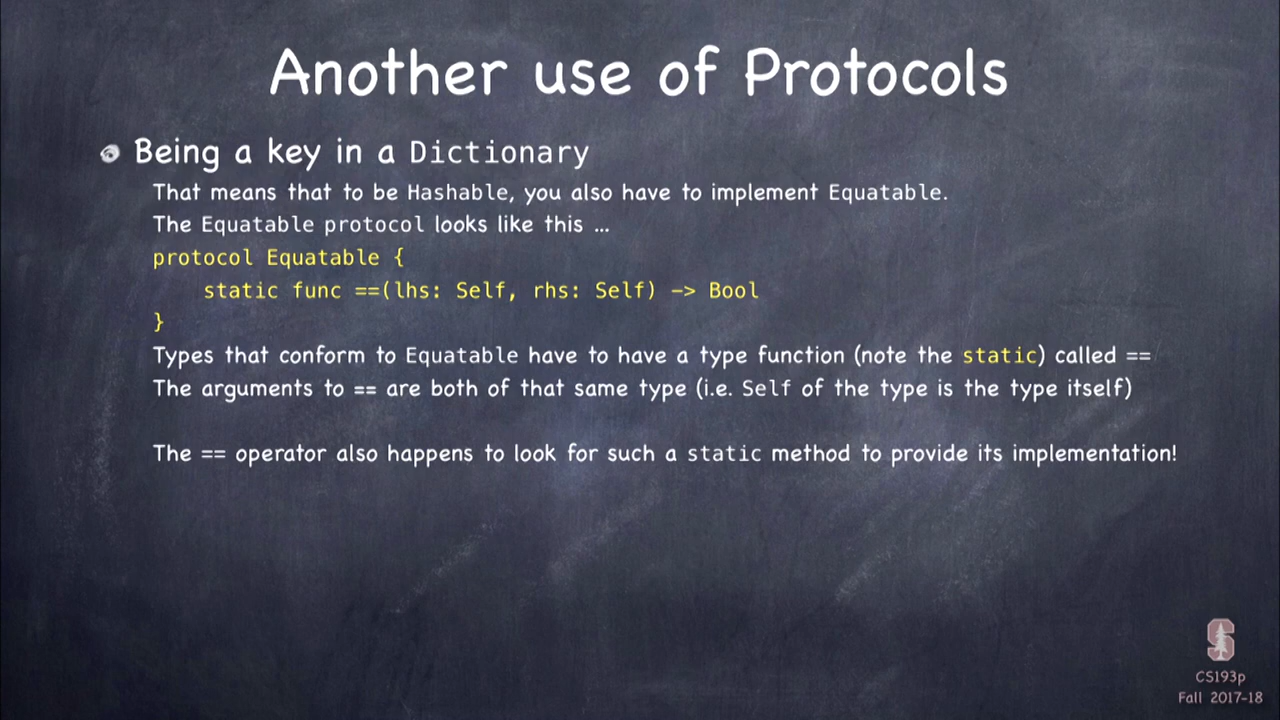 Another use of Protocols
Being a key in a Dictionary
That means that to be Hashable, you also have to implement Equatable.
The Equatable protocol looks like this ...
protocol Equatable {
    static func ==(lhs: Self, rhs: Self) -> Bool
}
Types that conform to Equatable have to have a type function (note the static) called ==
The arguments to == are both of that same type (i.e. Self of the type is the type itself)
The == operator also happens to look for such a static method to provide its implementation!
S
CS193p
Fall 2017-18